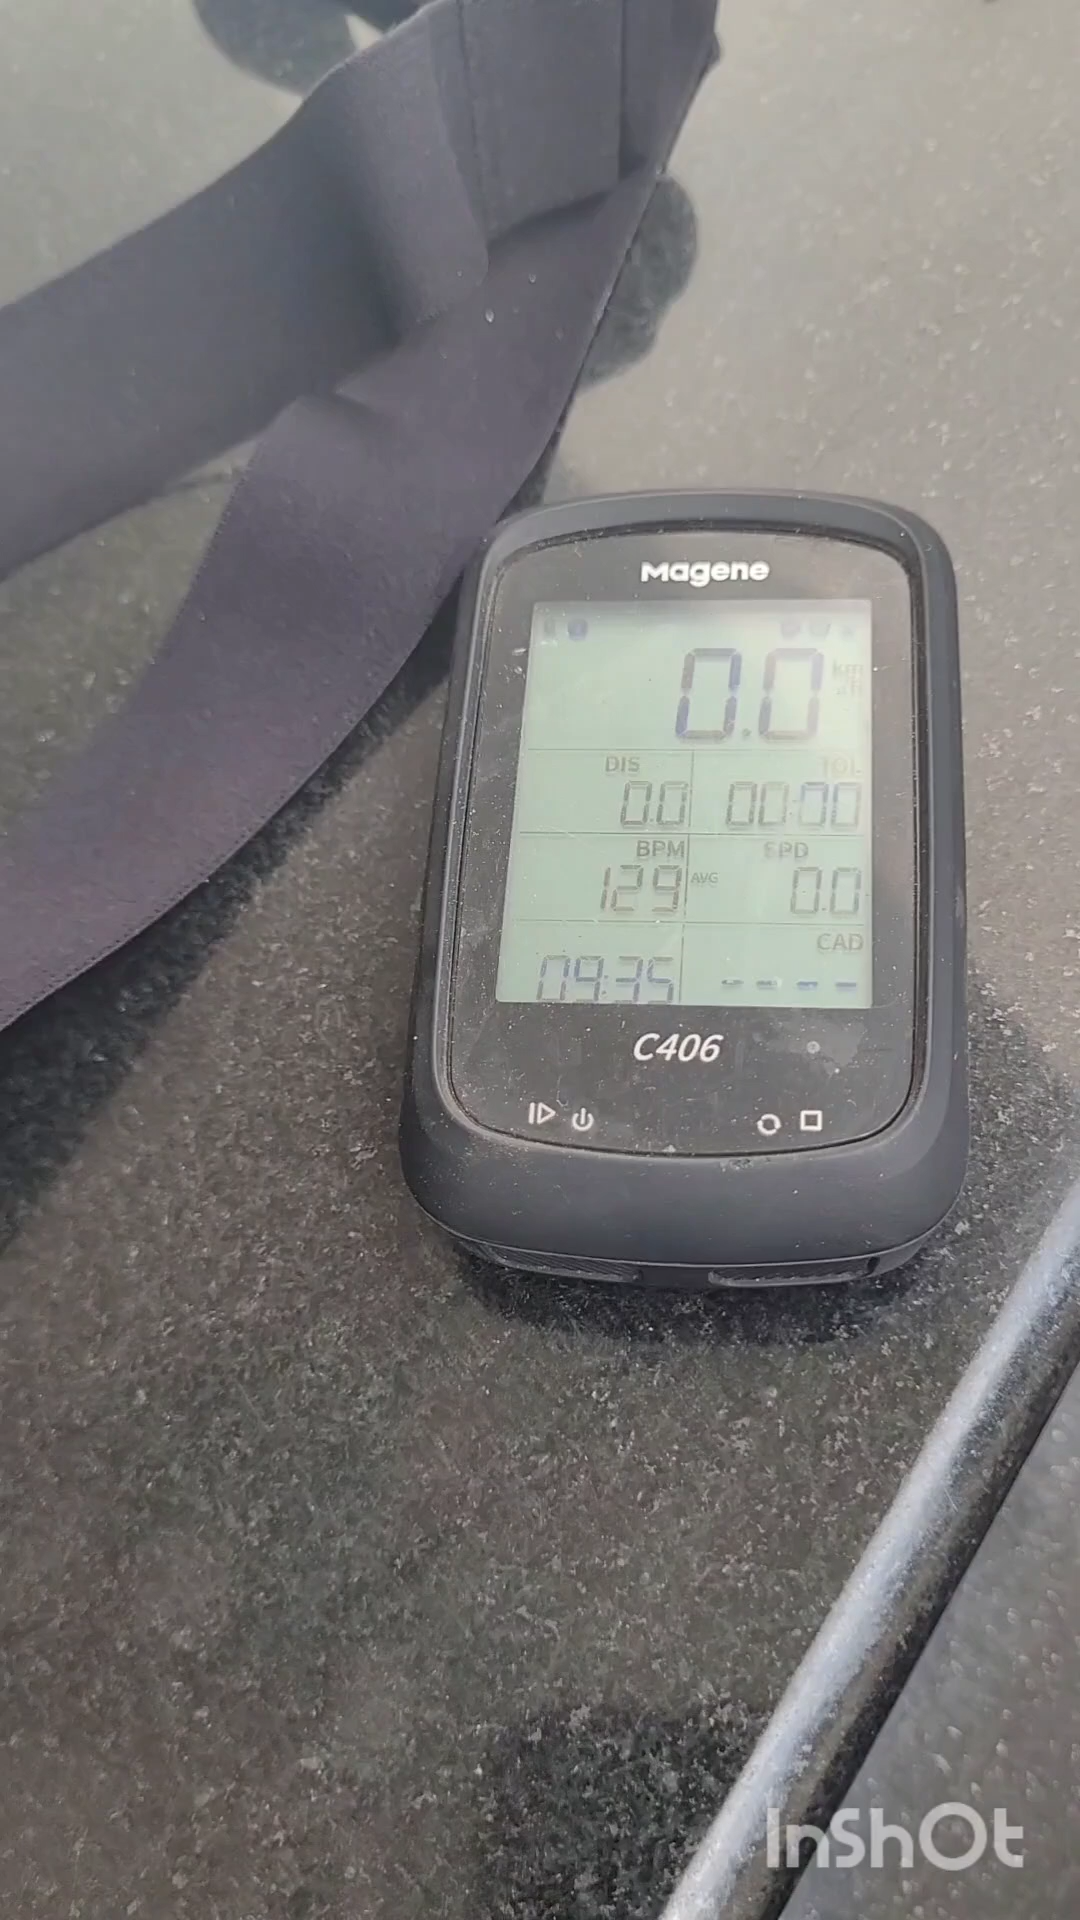 Magene
0.0 km
DIS
0.0 00:00
BPM SPD
129 AVG 0.0
CAD
09:35 ----
C406
InShOt